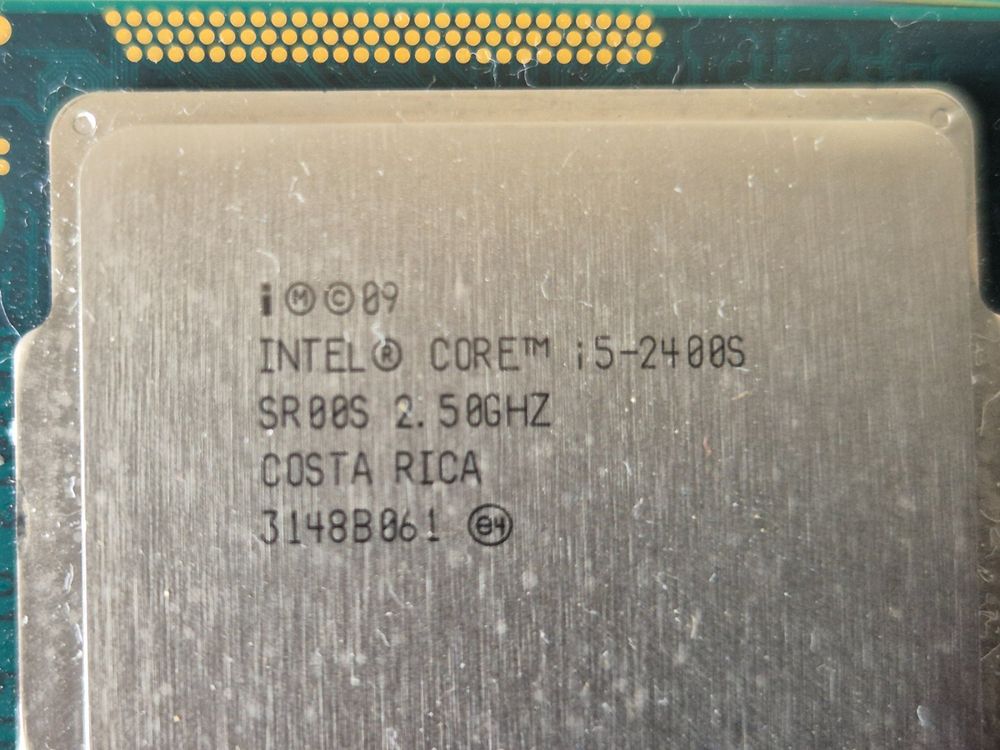 i Ⓜ © 09
INTEL® CORE™ i5-2400S
SR00S 2.50GHZ
COSTA RICA
3148B061 e4